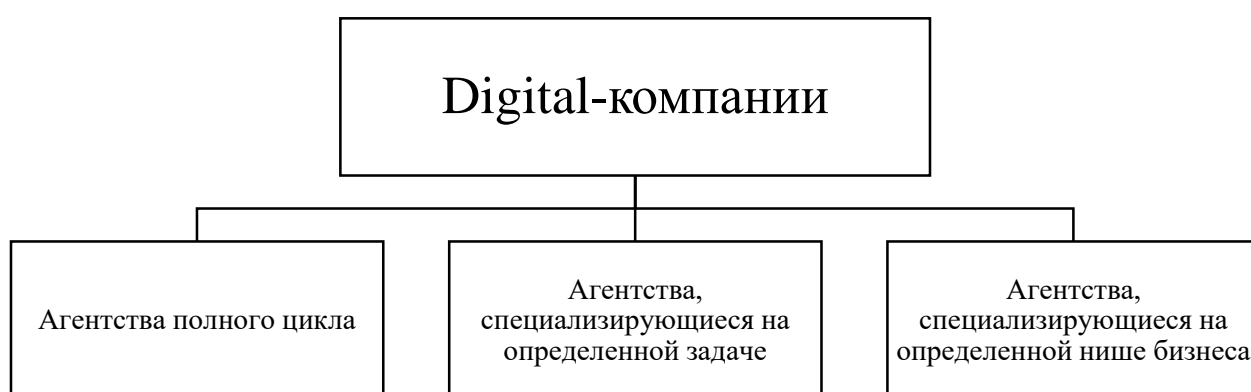 Digital-компании
Агентства полного цикла
Агентства,
специализирующиеся на
определенной задаче
Агентства,
специализирующиеся на
определенной нише бизнеса